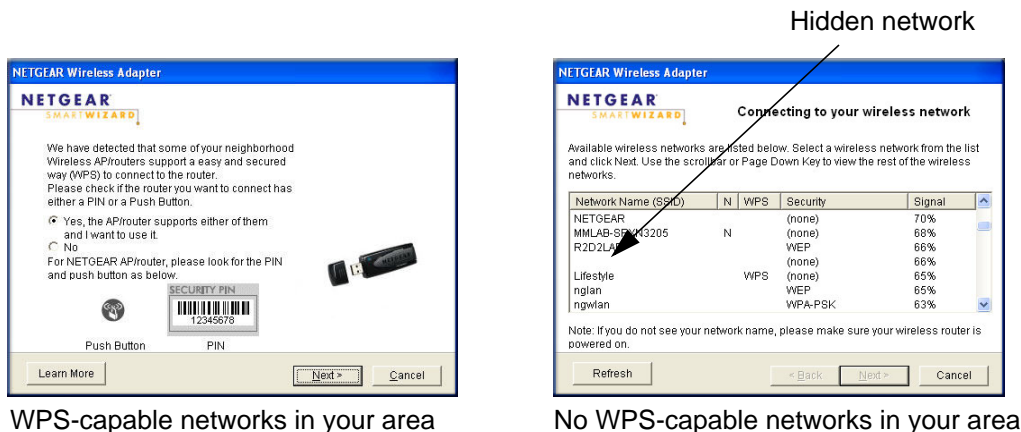 Hidden network
NETGEAR Wireless Adapter
NETGEAR
SMARTWIZARD
We have detected that some of your neighborhood
Wireless AP/routers support a easy and secured
way (WPS) to connect to the router.
Please check if the router you want to connect has
either a PIN or a Push Button.
Yes, the AP/router supports either of them
and I want to use it.
No
For NETGEAR AP/router, please look for the PIN
and push button as below.
SECURITY PIN
12345678
Push Button PIN
Learn More Next > Cancel
WPS-capable networks in your area
NETGEAR Wireless Adapter
NETGEAR
SMARTWIZARD
Connecting to your wireless network
Available wireless networks are listed below. Select a wireless network from the list
and click Next. Use the scrollbar or Page Down Key to view the rest of the wireless
networks.
Network Name (SSID) N WPS Security Signal
NETGEAR (none) 70%
N (none) 68%
WEP 66%
(none) 66%
Lifestyle WPS (none) 65%
nglan WEP 65%
ngwlan WPA-PSK 63%
Note: If you do not see your network name, please make sure your wireless router is
powered on.
Refresh < Back Next > Cancel
No WPS-capable networks in your area